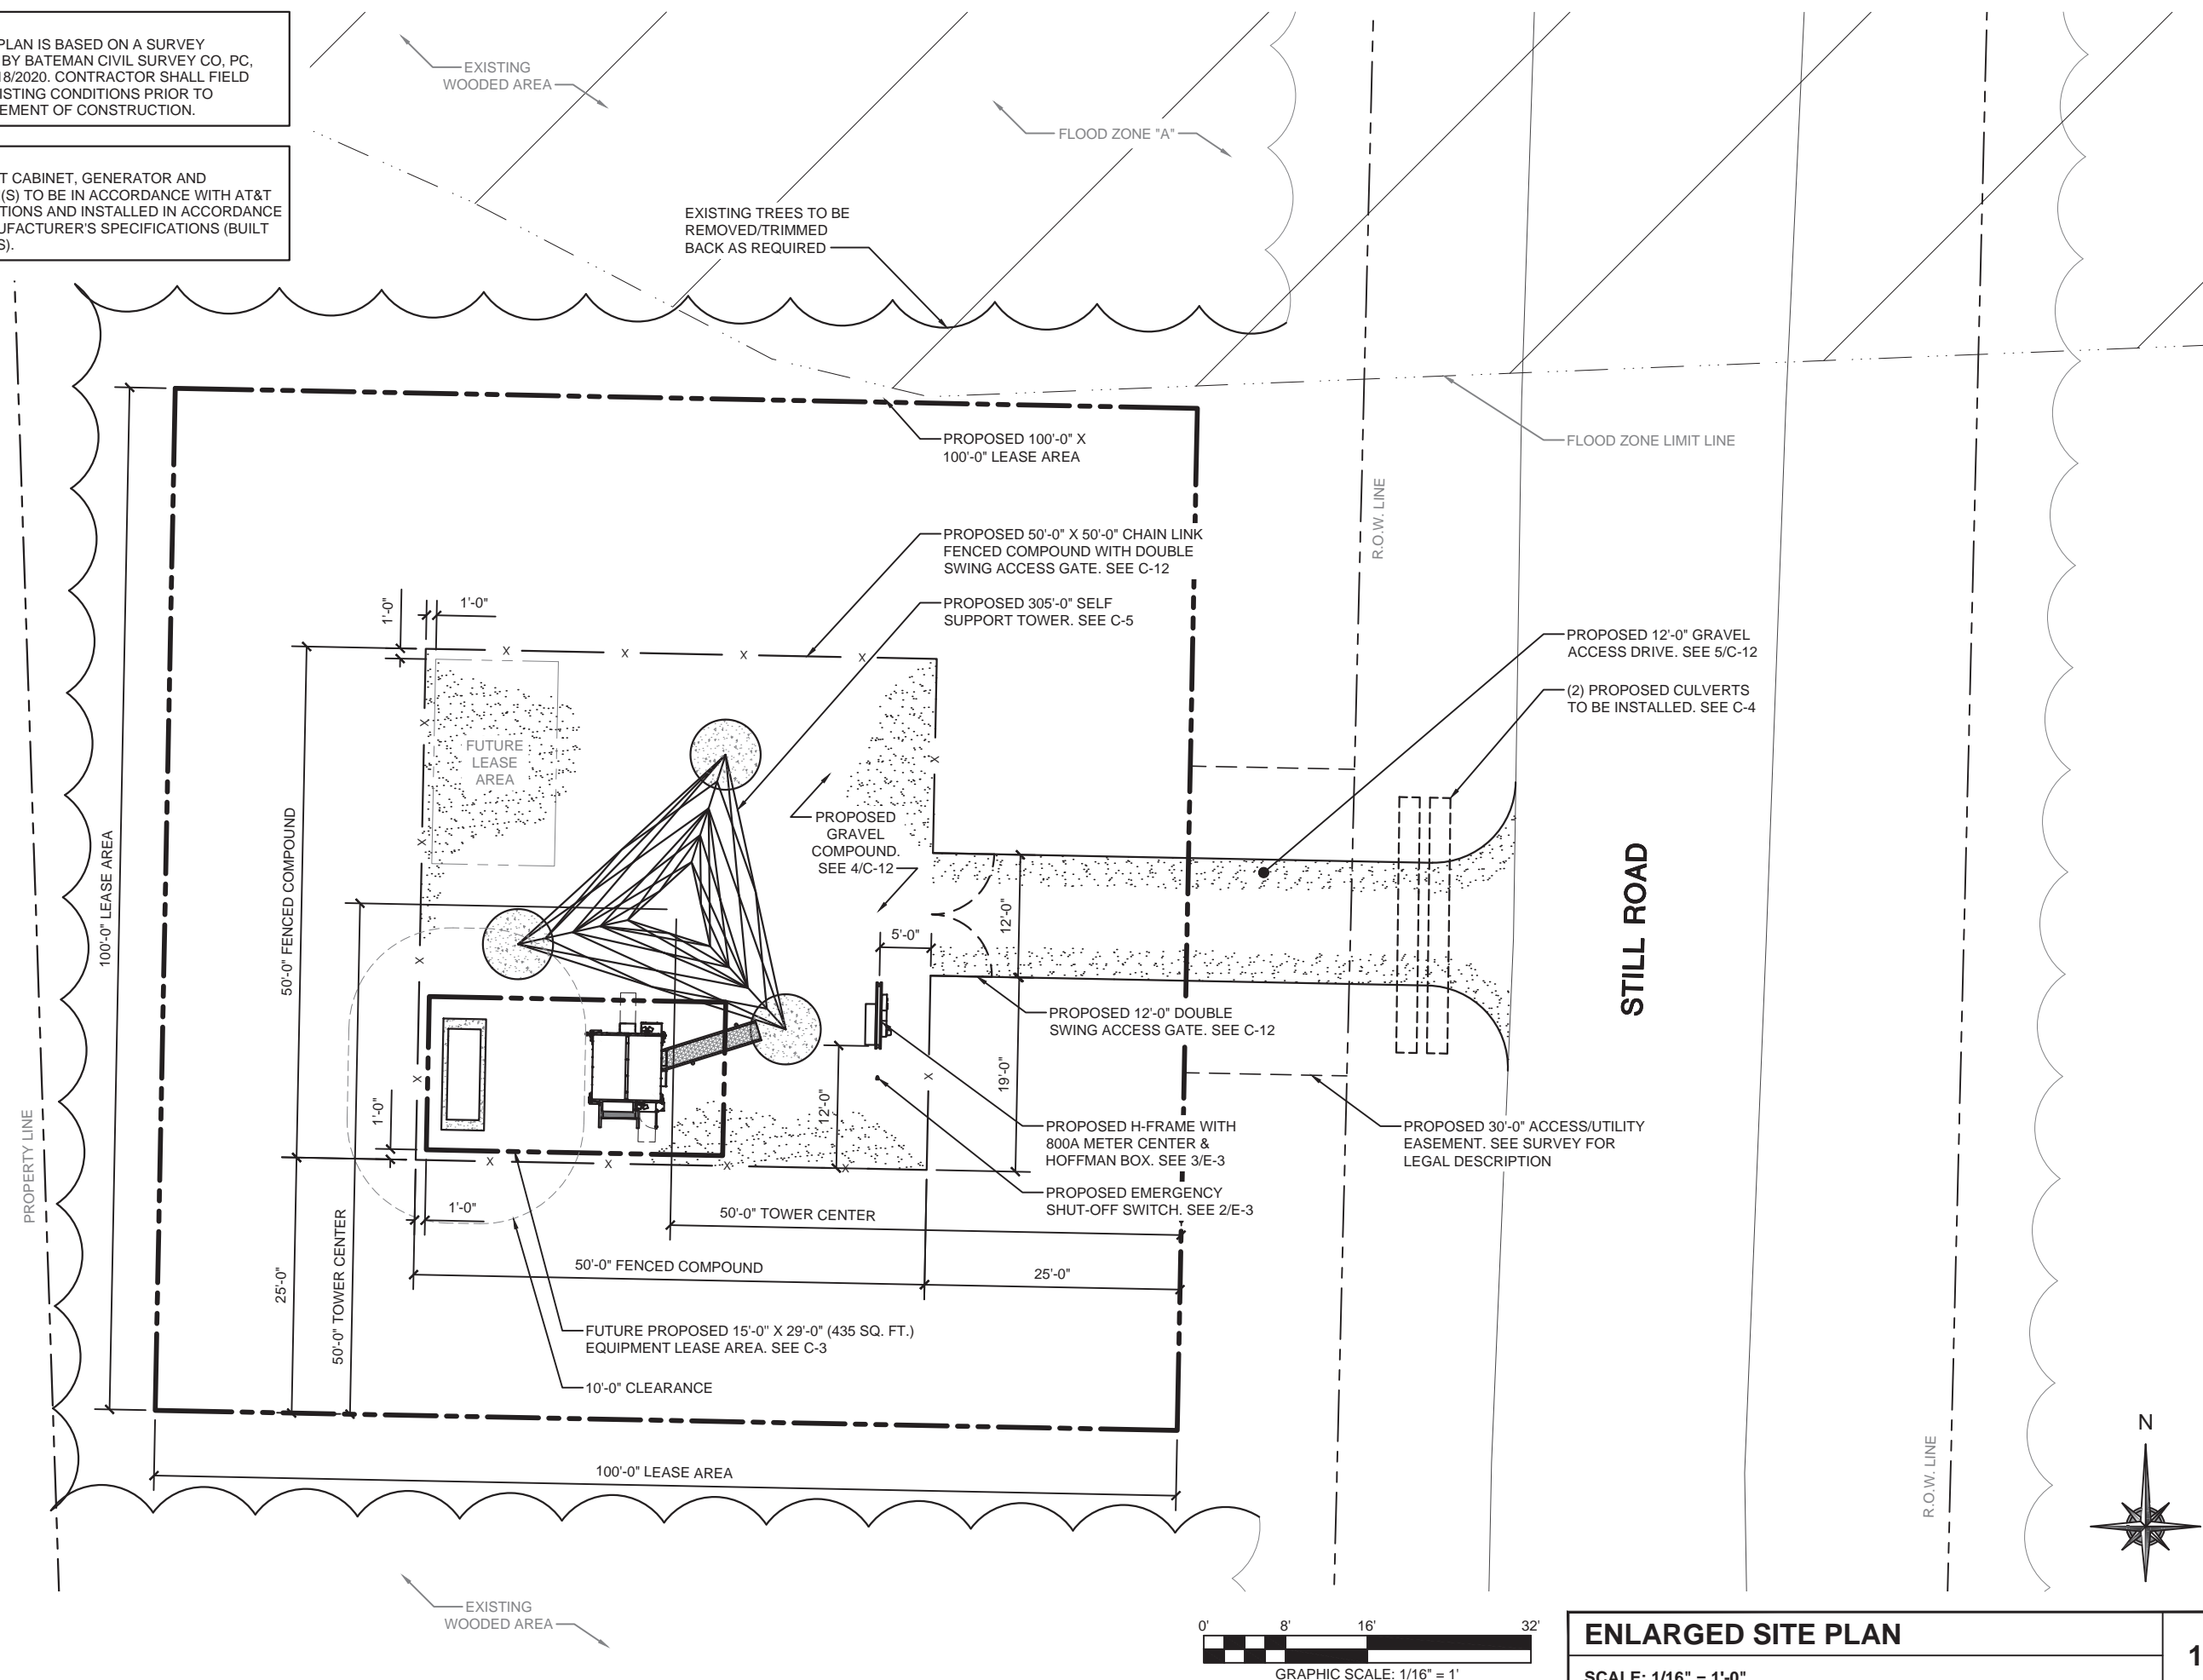 PLAN IS BASED ON A SURVEY
BY BATEMAN CIVIL SURVEY CO, PC,
18/2020. CONTRACTOR SHALL FIELD
ISTING CONDITIONS PRIOR TO
EMENT OF CONSTRUCTION.
T CABINET, GENERATOR AND
(S) TO BE IN ACCORDANCE WITH AT&T
TIONS AND INSTALLED IN ACCORDANCE
UFACTURER'S SPECIFICATIONS (BUILT
S).
EXISTING
WOODED AREA
FLOOD ZONE "A"
EXISTING TREES TO BE
REMOVED/TRIMMED
BACK AS REQUIRED
PROPOSED 100'-0" X
100'-0" LEASE AREA
FLOOD ZONE LIMIT LINE
R.O.W. LINE
PROPOSED 50'-0" X 50'-0" CHAIN LINK
FENCED COMPOUND WITH DOUBLE
SWING ACCESS GATE. SEE C-12
PROPOSED 305'-0" SELF
SUPPORT TOWER. SEE C-5
1'-0"
1'-0"
X X X X
PROPOSED 12'-0" GRAVEL
ACCESS DRIVE. SEE 5/C-12
(2) PROPOSED CULVERTS
TO BE INSTALLED. SEE C-4
FUTURE
LEASE
AREA
X
X
X
PROPOSED
GRAVEL
COMPOUND.
SEE 4/C-12
100'-0" LEASE AREA
50'-0" FENCED COMPOUND
5'-0"
12'-0"
STILL ROAD
X
X
X
PROPOSED 12'-0" DOUBLE
SWING ACCESS GATE. SEE C-12
1'-0"
12'-0"
19'-0"
PROPOSED H-FRAME WITH
800A METER CENTER &
HOFFMAN BOX. SEE 3/E-3
PROPOSED 30'-0" ACCESS/UTILITY
EASEMENT. SEE SURVEY FOR
LEGAL DESCRIPTION
PROPERTY LINE
X X X X
PROPOSED EMERGENCY
SHUT-OFF SWITCH. SEE 2/E-3
1'-0"
50'-0" TOWER CENTER
50'-0" TOWER CENTER
25'-0"
50'-0" FENCED COMPOUND
25'-0"
FUTURE PROPOSED 15'-0" X 29'-0" (435 SQ. FT.)
EQUIPMENT LEASE AREA. SEE C-3
10'-0" CLEARANCE
100'-0" LEASE AREA
R.O.W. LINE
N
EXISTING
WOODED AREA
0' 8' 16' 32'
GRAPHIC SCALE: 1/16" = 1'
ENLARGED SITE PLAN
1
SCALE: 1/16" = 1'-0"